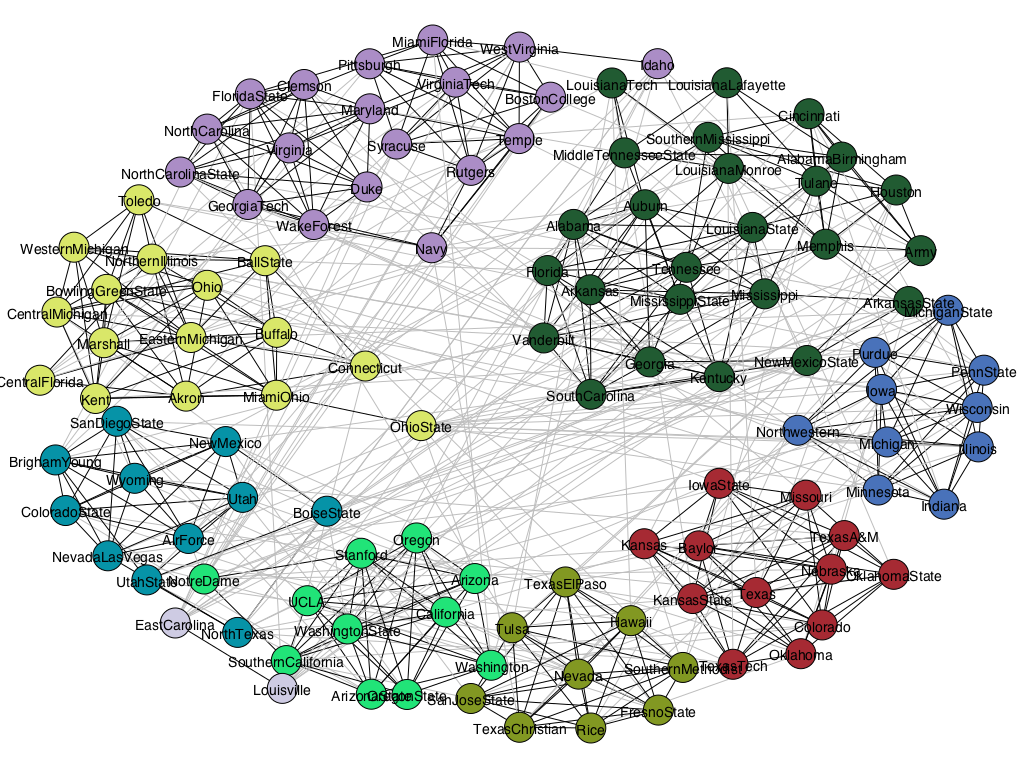 MiamiFlorida
WestVirginia
Pittsburgh
Idaho
Clemson
VirginiaTech
LouisianaTech
LouisianaLafayette
FloridaState
BostonCollege
Maryland
Cincinnati
NorthCarolina
Temple
SouthernMississippi
Virginia
Syracuse
MiddleTennesseeState
AlabamaBirmingham
NorthCarolinaState
Rutgers
LouisianaMonroe
Tulane
Duke
Houston
Toledo
GeorgiaTech
Auburn
WakeForest
Alabama
LouisianaState
WesternMichigan
Navy
Memphis
Army
NorthernIllinois
BallState
Florida
Tennessee
BowlingGreenState
Ohio
Arkansas
MississippiState
Mississippi
ArkansasState
CentralMichigan
MichiganState
Marshall
EasternMichigan
Buffalo
Vanderbilt
Purdue
Connecticut
Georgia
NewMexicoState
PennState
CentralFlorida
Kentucky
Iowa
Kent
Akron
MiamiOhio
SouthCarolina
Wisconsin
SanDiegoState
OhioState
Northwestern
NewMexico
Michigan
Illinois
BrighamYoung
Wyoming
IowaState
Minnesota
Utah
Missouri
Indiana
ColoradoState
BoiseState
AirForce
Oregon
Kansas
Baylor
TexasA&M
NevadaLasVegas
Stanford
UtahState
NotreDame
Arizona
TexasElPaso
Nebraska
OklahomaState
UCLA
California
KansasState
Texas
EastCarolina
NorthTexas
WashingtonState
Tulsa
Hawaii
Colorado
SouthernCalifornia
Washington
SouthernMethodist
TexasTech
Oklahoma
Louisville
ArizonaState
OregonState
SanJoseState
Nevada
FresnoState
TexasChristian
Rice